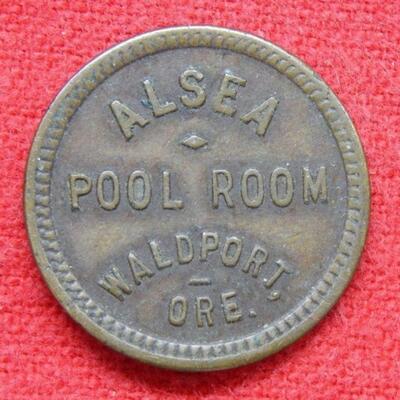 ALSEA
POOL ROOM
WALDPORT,
ORE.